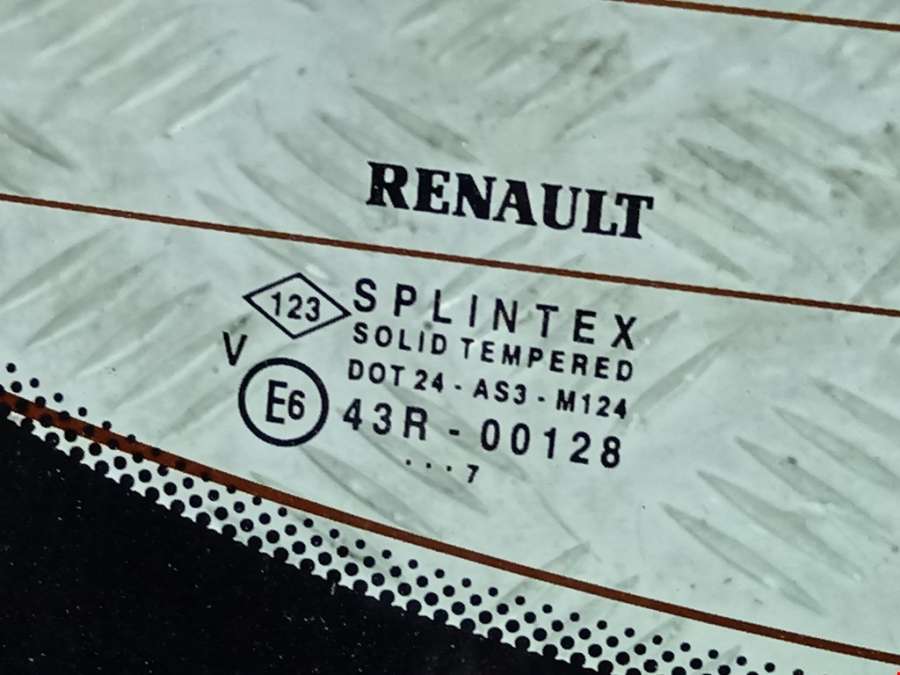 RENAULT
123
SPLINTEX
SOLID TEMPERED
V
DOT 24 - AS3 - M124
E6
43R - 00128
...7